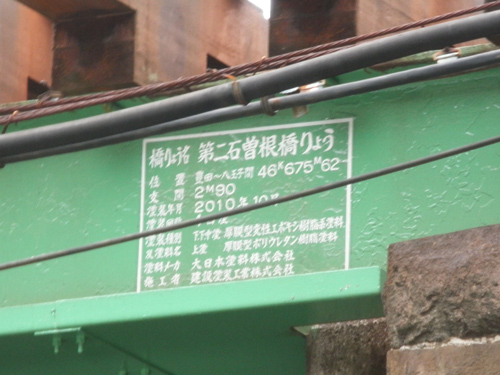 橋りょう名 第二石曽根橋りょう
位置 豊田~八王子間 46K675M62
支間 2M90
塗装年月 2010年10月
塗装種別 下中塗 厚膜型変性エポキシ樹脂系塗料
及塗料名 上塗 厚膜型ポリウレタン樹脂塗料
塗料メーカ 大日本塗料株式会社
施工者 建設塗装工業株式会社